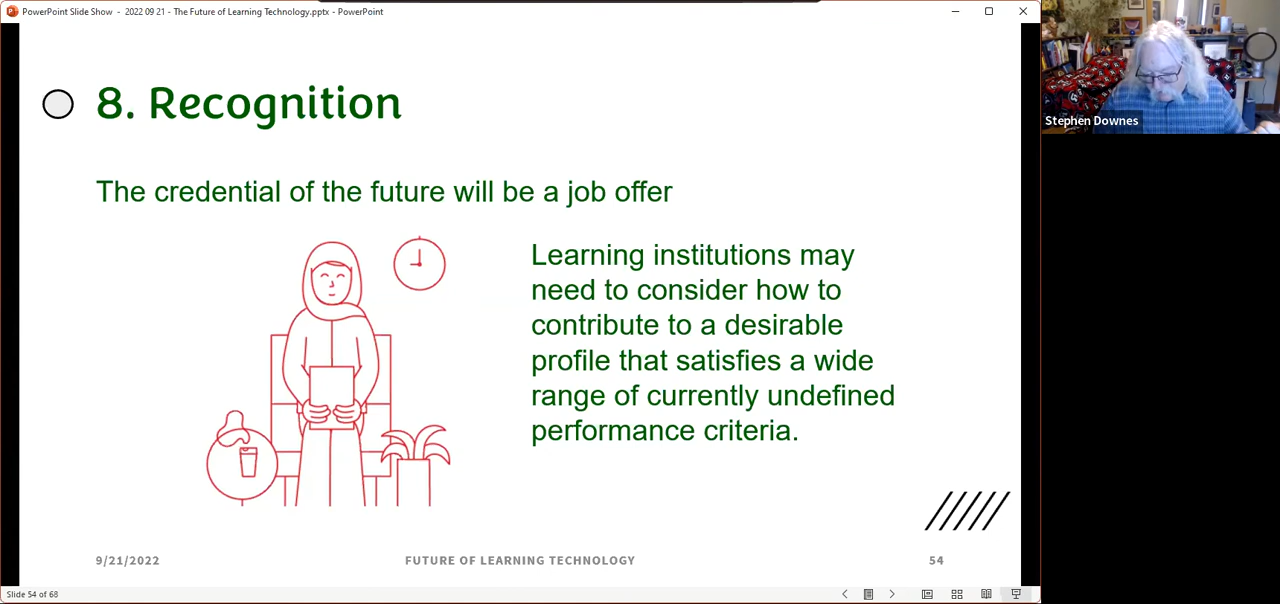 PowerPoint Slide Show - 2022 09 21 - The Future of Learning Technology.pptx - PowerPoint
8. Recognition
The credential of the future will be a job offer
Learning institutions may
need to consider how to
contribute to a desirable
profile that satisfies a wide
range of currently undefined
performance criteria.
9/21/2022
FUTURE OF LEARNING TECHNOLOGY
54
Slide 54 of 68
Stephen Downes